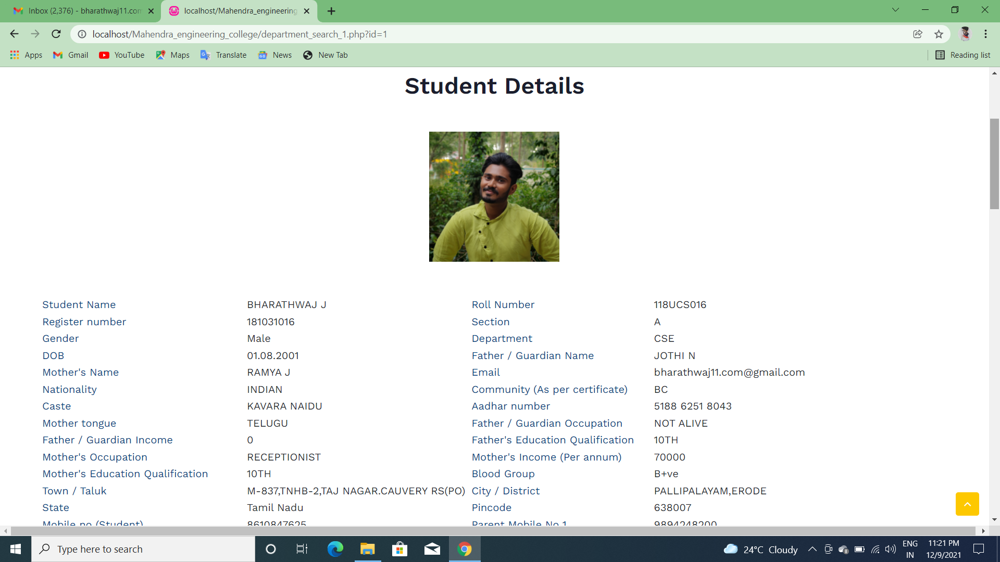 Inbox (2,376) - bharathwaj11.com
localhost/Mahendra_engineering
localhost/Mahendra_engineering_college/department_search_1.php?id=1
Apps Gmail YouTube Maps Translate News New Tab Reading list
Student Details
Student Name BHARATHWAJ J Roll Number 118UCS016
Register number 181031016 Section A
Gender Male Department CSE
DOB 01.08.2001 Father / Guardian Name JOTHI N
Mother's Name RAMYA J Email bharathwaj11.com@gmail.com
Nationality INDIAN Community (As per certificate) BC
Caste KAVARA NAIDU Aadhar number 5188 6251 8043
Mother tongue TELUGU Father / Guardian Occupation NOT ALIVE
Father / Guardian Income 0 Father's Education Qualification 10TH
Mother's Occupation RECEPTIONIST Mother's Income (Per annum) 70000
Mother's Education Qualification 10TH Blood Group B+ve
Town / Taluk M-837,TNHB-2,TAJ NAGAR.CAUVERY RS(PO) City / District PALLIPALAYAM,ERODE
State Tamil Nadu Pincode 638007
Mobile no (Student) 8610847625 Parent Mobile No 1 9894248200
Type here to search
24°C Cloudy
ENG
IN
11:21 PM
12/9/2021